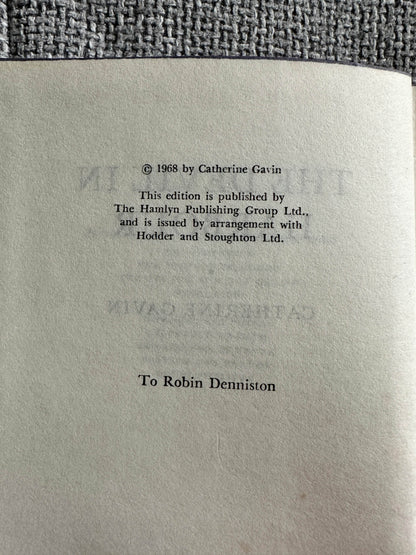 © 1968 by Catherine Gavin
This edition is published by
The Hamlyn Publishing Group Ltd.,
and is issued by arrangement with
Hodder and Stoughton Ltd.
To Robin Denniston